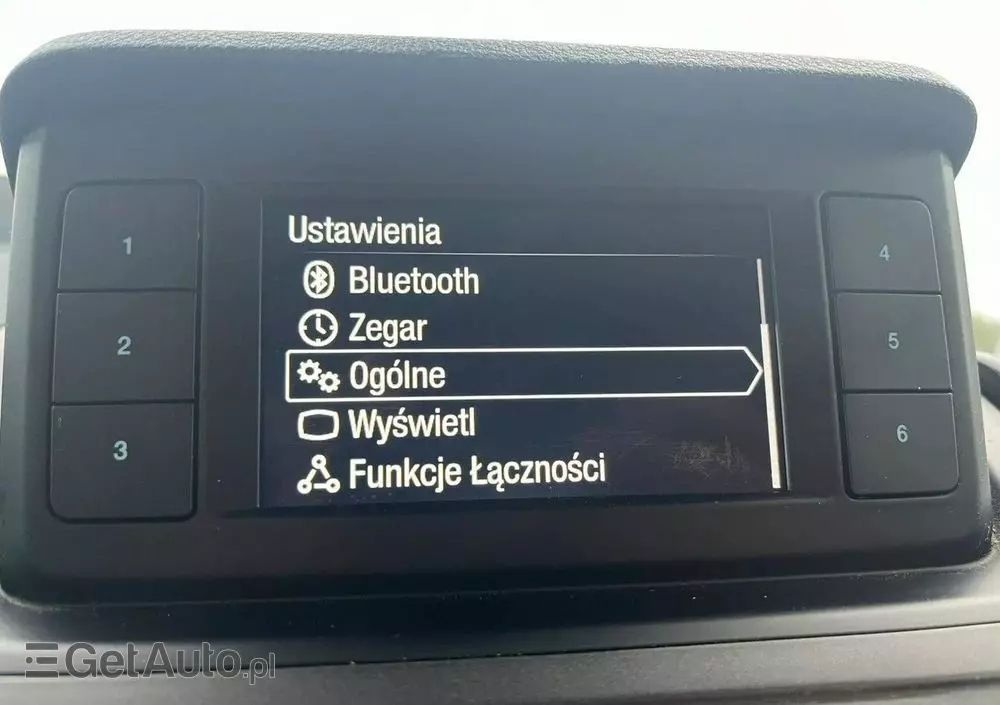 Ustawienia
Bluetooth
Zegar
Ogólne
Wyświetl
Funkcje Łączności
1
2
3
4
5
6
GetAuto.pl